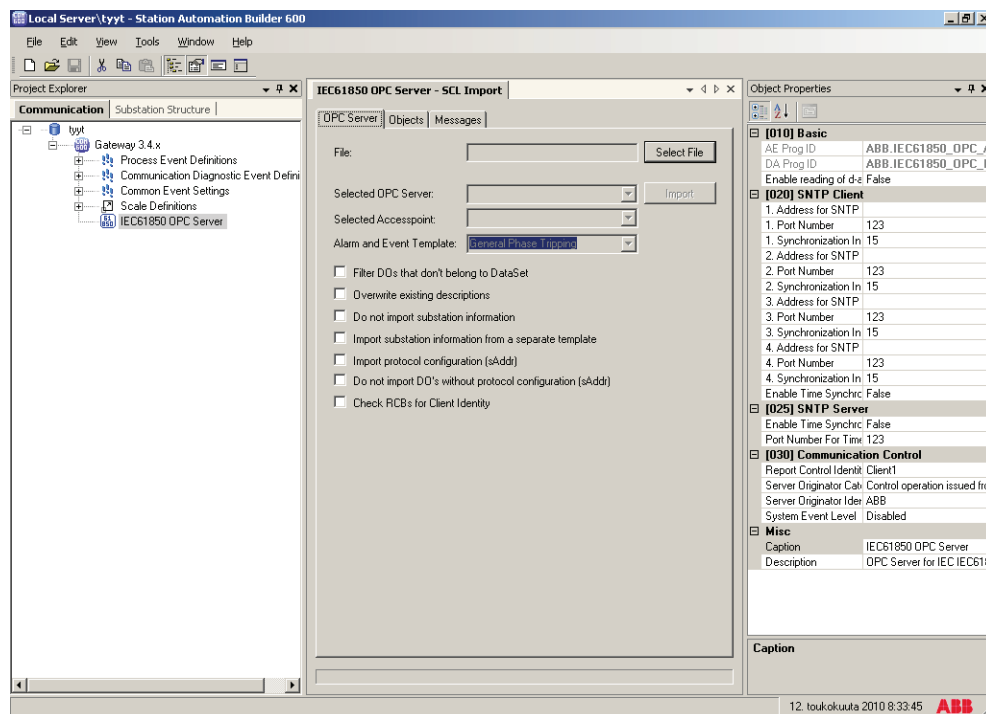 Local Server\tyyt - Station Automation Builder 600
File Edit View Tools Window Help
Project Explorer
Communication Substation Structure
tyyt
Gateway 3.4.x
Process Event Definitions
Communication Diagnostic Event Defini
Common Event Settings
Scale Definitions
IEC61850 OPC Server
IEC61850 OPC Server - SCL Import
OPC Server Objects Messages
File: Select File
Selected OPC Server: Import
Selected Accesspoint:
Alarm and Event Template: General Phase Tripping
Filter DOs that don't belong to DataSet
Overwrite existing descriptions
Do not import substation information
Import substation information from a separate template
Import protocol configuration (sAddr)
Do not import DO's without protocol configuration (sAddr)
Check RCBs for Client Identity
Object Properties
[010] Basic
AE Prog ID ABB.IEC61850_OPC_A
DA Prog ID ABB.IEC61850_OPC_
Enable reading of d-a False
[020] SNTP Client
1. Address for SNTP
1. Port Number 123
1. Synchronization In 15
2. Address for SNTP
2. Port Number 123
2. Synchronization In 15
3. Address for SNTP
3. Port Number 123
3. Synchronization In 15
4. Address for SNTP
4. Port Number 123
4. Synchronization In 15
Enable Time Synchrc False
[025] SNTP Server
Enable Time Synchrc False
Port Number For Time 123
[030] Communication Control
Report Control Identit Client1
Server Originator Cate Control operation issued fro
Server Originator Ider ABB
System Event Level Disabled
Misc
Caption IEC61850 OPC Server
Description OPC Server for IEC IEC618
Caption
12. toukokuuta 2010 8:33:45 ABB